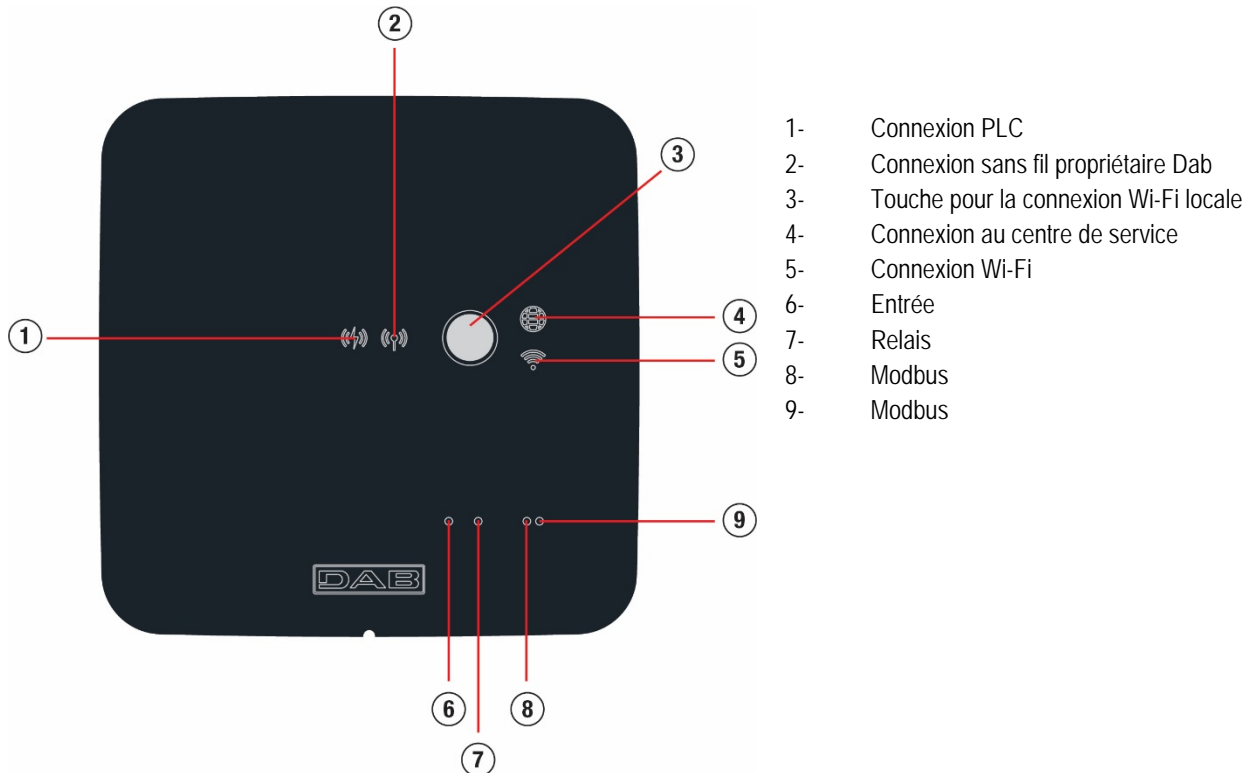 2
3
1
4
5
9
6
8
7
DAB
1- Connexion PLC
2- Connexion sans fil propriétaire Dab
3- Touche pour la connexion Wi-Fi locale
4- Connexion au centre de service
5- Connexion Wi-Fi
6- Entrée
7- Relais
8- Modbus
9- Modbus